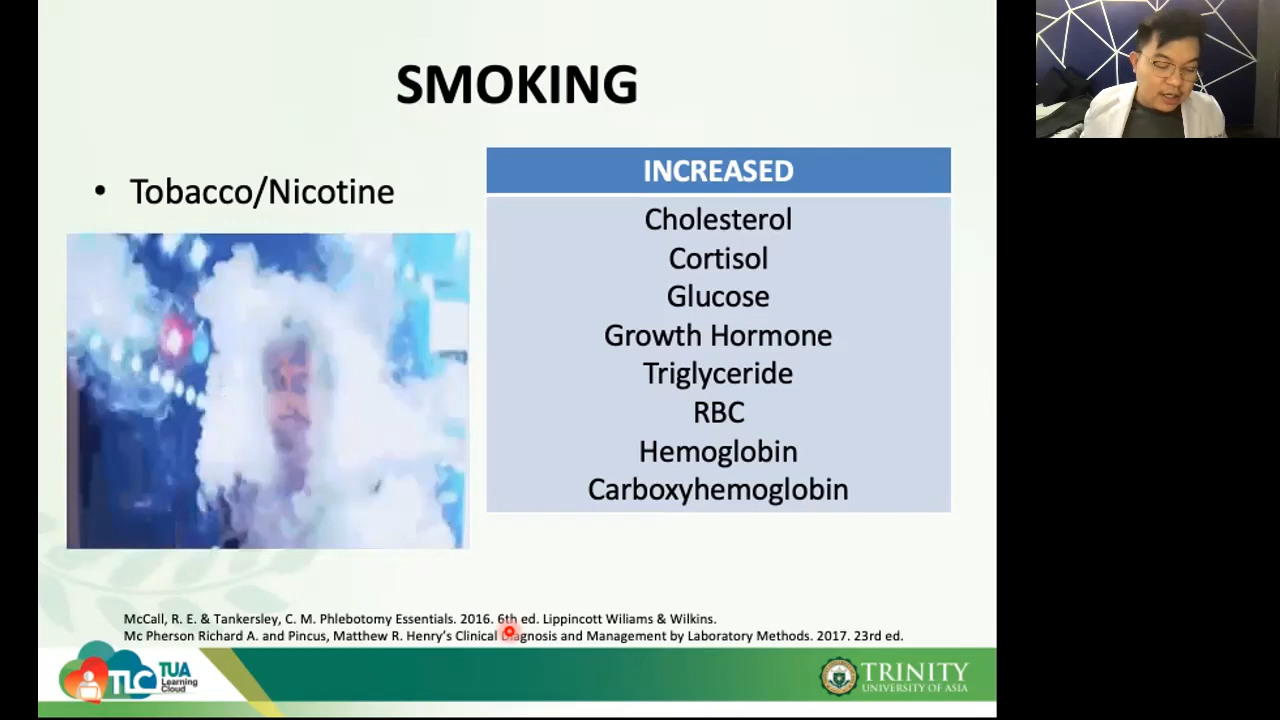 SMOKING
• Tobacco/Nicotine
INCREASED
Cholesterol
Cortisol
Glucose
Growth Hormone
Triglyceride
RBC
Hemoglobin
Carboxyhemoglobin
McCall, R. E. & Tankersley, C. M. Phlebotomy Essentials. 2016. 6th ed. Lippincott Wiliams & Wilkins.
Mc Pherson Richard A. and Pincus, Matthew R. Henry's Clinical Diagnosis and Management by Laboratory Methods. 2017. 23rd ed.
TLC
TUA
Learning
Cloud
TRINITY
UNIVERSITY OF ASIA